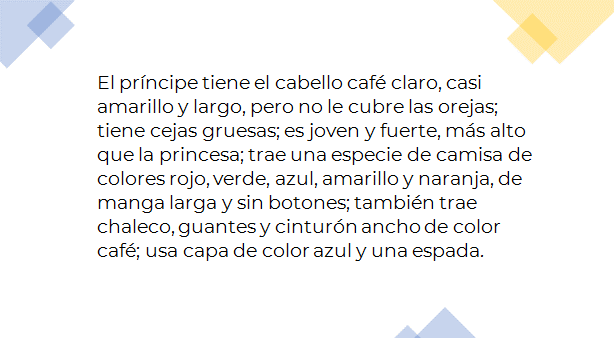 El príncipe tiene el cabello café claro, casi
amarillo y largo, pero no le cubre las orejas;
tiene cejas gruesas; es joven y fuerte, más alto
que la princesa; trae una especie de camisa de
colores rojo, verde, azul, amarillo y naranja, de
manga larga y sin botones; también trae
chaleco, guantes y cinturón ancho de color
café; usa capa de color azul y una espada.